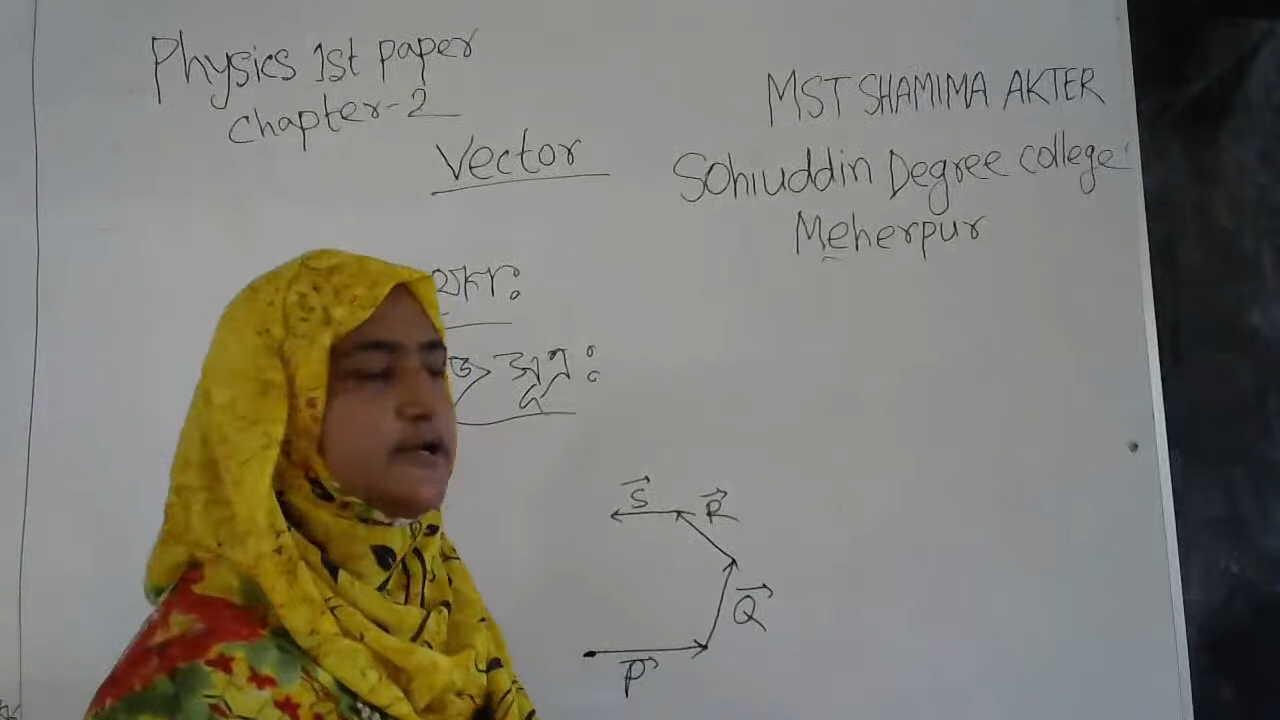 Physics 1st paper
chapter-2
Vector
MST SHAMIMA AKTER
Sohiuddin Degree college
Meherpur
সূত্র :
S
R
Q
P